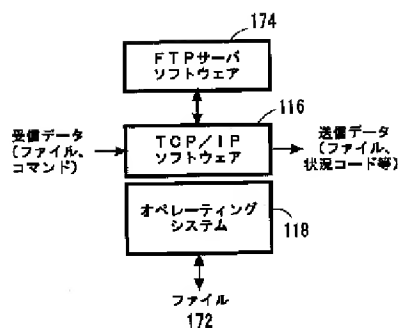 174
FTPサーバ
ソフトウェア
116
受信データ
(ファイル、
コマンド)
TCP/IP
ソフトウェア
送信データ
(ファイル、
状況コード等)
オペレーティング
システム
118
ファイル
172